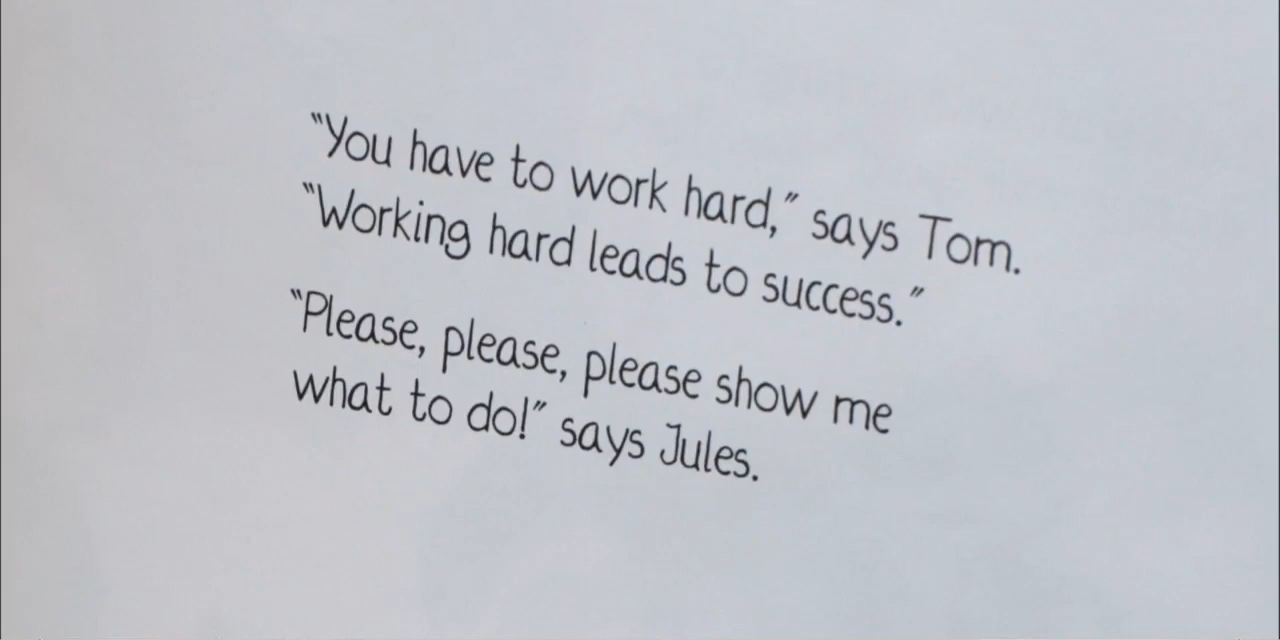 "You have to work hard," says Tom.
"Working hard leads to success."
"Please, please, please show me
what to do!" says Jules.